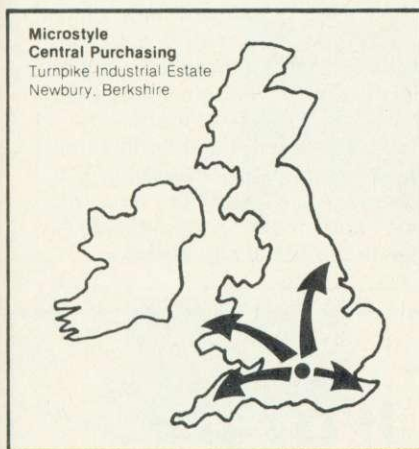 Microstyle
Central Purchasing
Turnpike Industrial Estate
Newbury, Berkshire